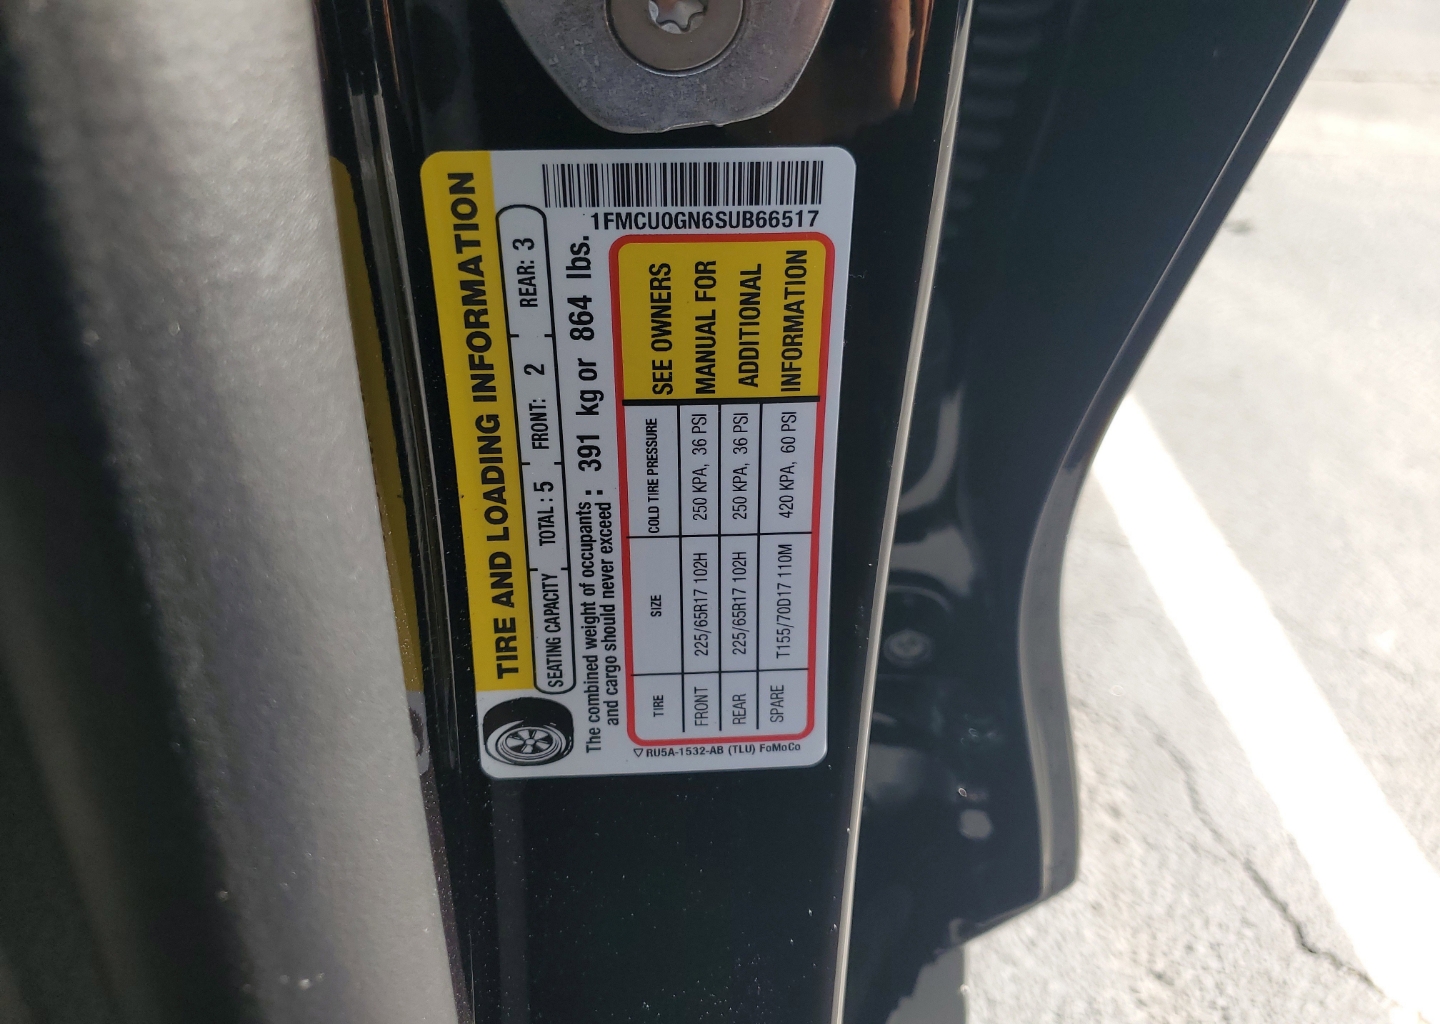 1FMCU0GN6SUB66517
TIRE AND LOADING INFORMATION
SEATING CAPACITY TOTAL : 5 FRONT: 2 REAR: 3
The combined weight of occupants
and cargo should never exceed : 391 kg or 864 lbs.
TIRE SIZE COLD TIRE PRESSURE
FRONT 225/65R17 102H 250 KPA, 36 PSI
REAR 225/65R17 102H 250 KPA, 36 PSI
SPARE T155/70D17 110M 420 KPA, 60 PSI
SEE OWNERS
MANUAL FOR
ADDITIONAL
INFORMATION
RU5A-1532-AB (TLU) FoMoCo